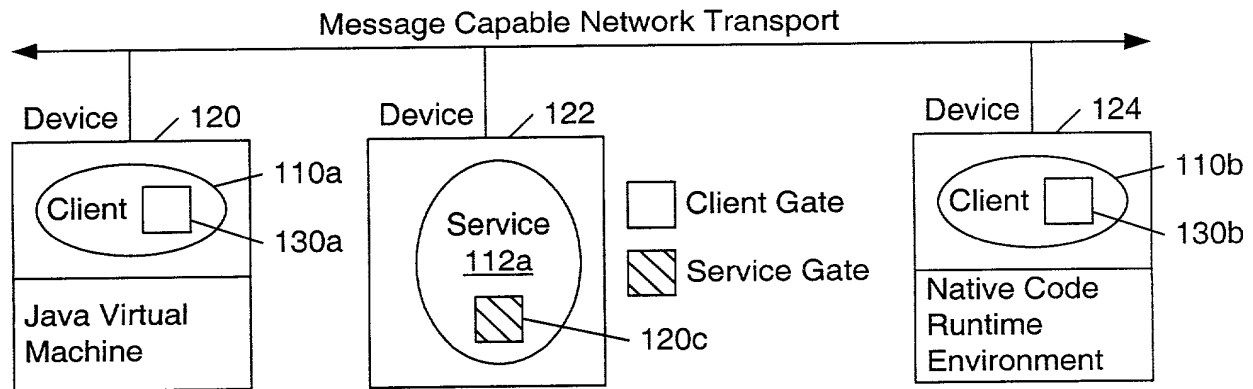 Message Capable Network Transport
Device
120
Client
110a
130a
Java Virtual
Machine
Device
122
Service
112a
120c
Client Gate
Service Gate
Device
124
Client
110b
130b
Native Code
Runtime
Environment